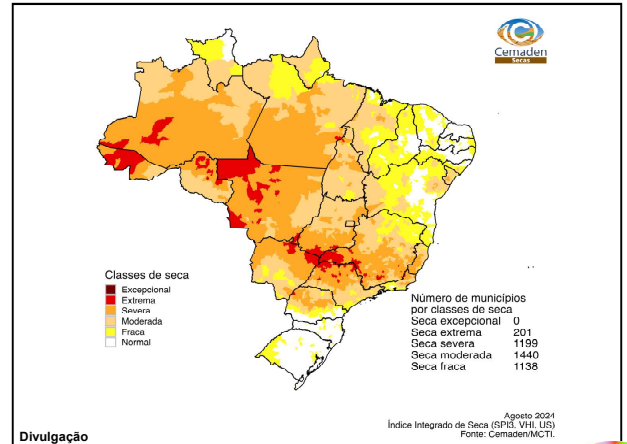 Cemaden
Secas
Classes de seca
Excepcional
Extrema
Severa
Moderada
Fraca
Normal
Número de municípios
por classes de seca
Seca excepcional 0
Seca extrema 201
Seca severa 1199
Seca moderada 1440
Seca fraca 1138
Agosto 2024
Índice Integrado de Seca (SPI3, VHI, US)
Fonte: Cemaden/MCTI.
Divulgação